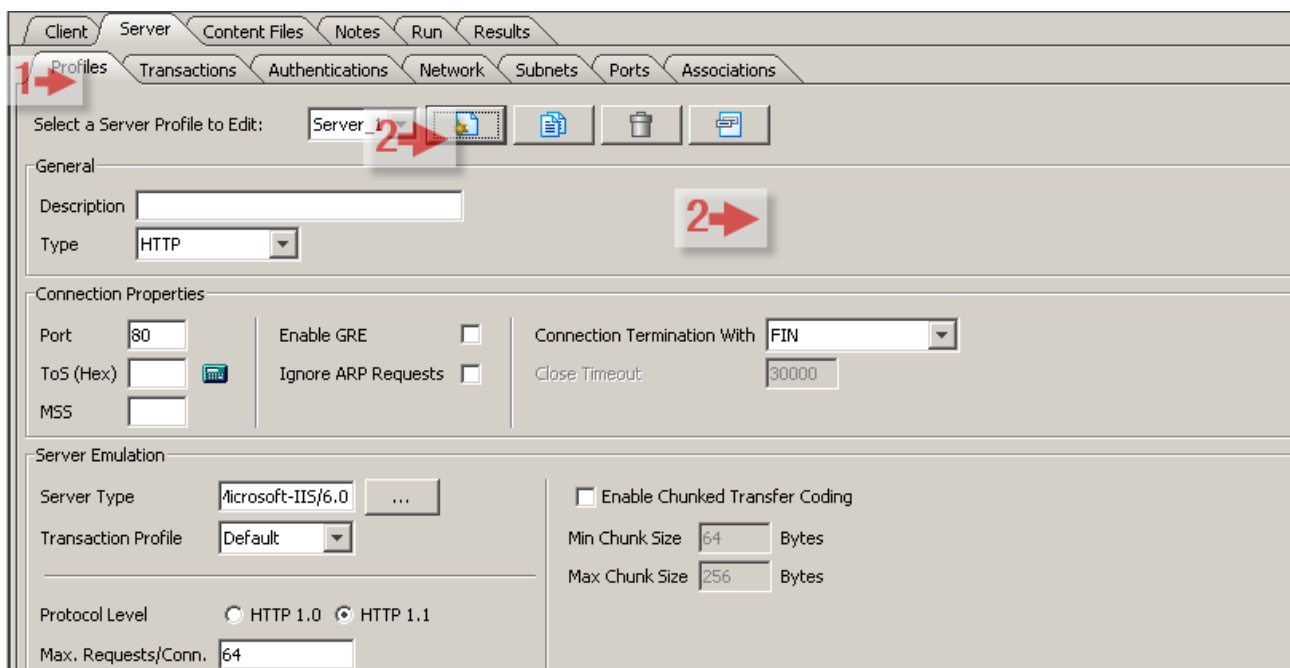 Client Server Content Files Notes Run Results
1 Profiles Transactions Authentications Network Subnets Ports Associations
Select a Server Profile to Edit: Server_1 2
General
Description 2
Type HTTP
Connection Properties
Port 80 Enable GRE Connection Termination With FIN
ToS (Hex) Ignore ARP Requests Close Timeout 30000
MSS
Server Emulation
Server Type Microsoft-IIS/6.0 ... Enable Chunked Transfer Coding
Transaction Profile Default Min Chunk Size 64 Bytes
Max Chunk Size 256 Bytes
Protocol Level HTTP 1.0 HTTP 1.1
Max. Requests/Conn. 64